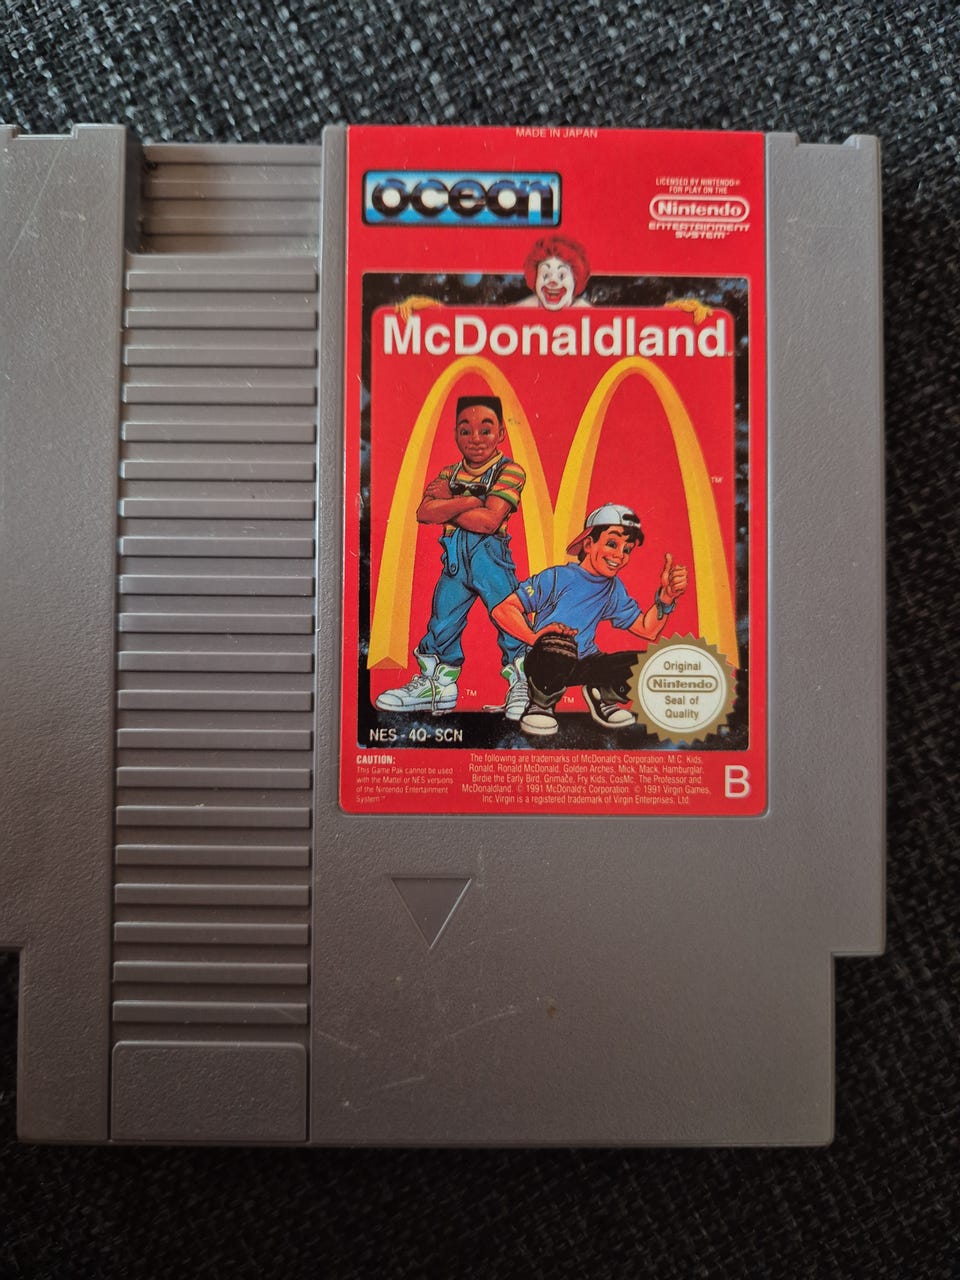 MADE IN JAPAN
ocean
LICENSED BY NINTENDO®
FOR PLAY ON THE
Nintendo
ENTERTAINMENT
SYSTEM™
McDonaldland™
TM
TM
TM
Original
Nintendo
Seal of
Quality
NES - 4Q- SCN
CAUTION:
This Game Pak cannot be used
with the Mattel or NES versions
of the Nintendo Entertainment
System™
The following are trademarks of McDonald's Corporation: M.C. Kids,
Ronald, Ronald McDonald, Golden Arches, Mick, Mack, Hamburglar,
Birdie the Early Bird, Grimace, Fry Kids, CosMc, The Professor and
McDonaldland. © 1991 McDonald's Corporation. © 1991 Virgin Games,
Inc. Virgin is a registered trademark of Virgin Enterprises, Ltd.
B